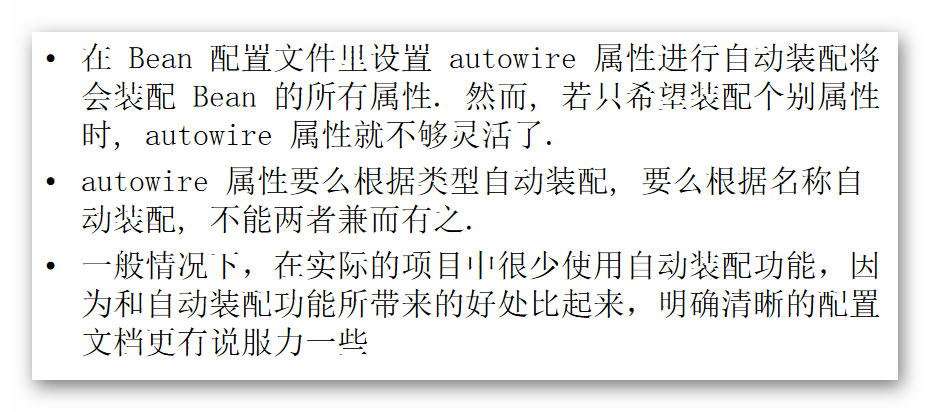 • 在 Bean 配置文件里设置 autowire 属性进行自动装配将
会装配 Bean 的所有属性. 然而, 若只希望装配个别属性
时, autowire 属性就不够灵活了.
• autowire 属性要么根据类型自动装配, 要么根据名称自
动装配, 不能两者兼而有之.
• 一般情况下，在实际的项目中很少使用自动装配功能，因
为和自动装配功能所带来的好处比起来，明确清晰的配置
文档更有说服力一些